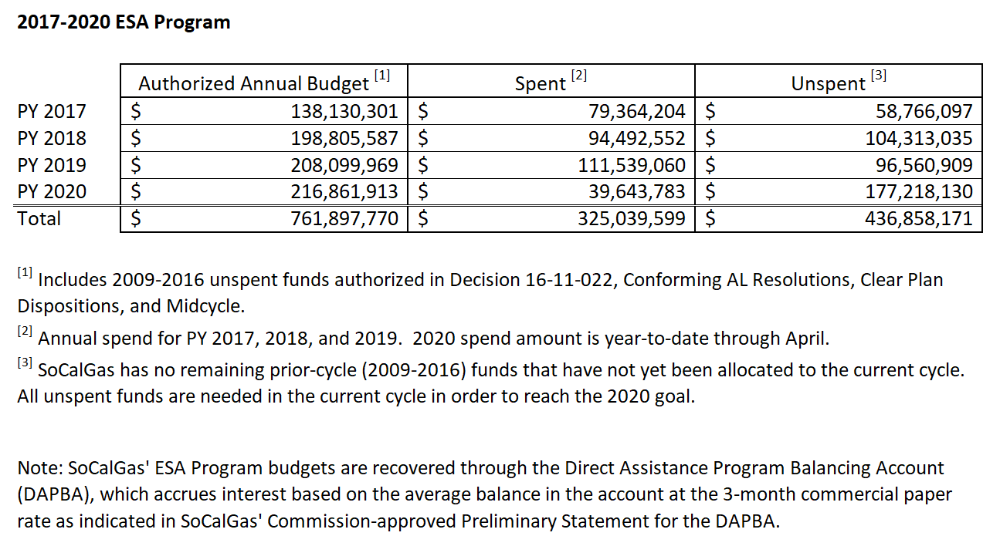 2017-2020 ESA Program
Authorized Annual Budget [1] Spent [2] Unspent [3]
PY 2017 $ 138,130,301 $ 79,364,204 $ 58,766,097
PY 2018 $ 198,805,587 $ 94,492,552 $ 104,313,035
PY 2019 $ 208,099,969 $ 111,539,060 $ 96,560,909
PY 2020 $ 216,861,913 $ 39,643,783 $ 177,218,130
Total $ 761,897,770 $ 325,039,599 $ 436,858,171
[1] Includes 2009-2016 unspent funds authorized in Decision 16-11-022, Conforming AL Resolutions, Clear Plan
Dispositions, and Midcycle.
[2] Annual spend for PY 2017, 2018, and 2019.  2020 spend amount is year-to-date through April.
[3] SoCalGas has no remaining prior-cycle (2009-2016) funds that have not yet been allocated to the current cycle.
All unspent funds are needed in the current cycle in order to reach the 2020 goal.
Note: SoCalGas' ESA Program budgets are recovered through the Direct Assistance Program Balancing Account
(DAPBA), which accrues interest based on the average balance in the account at the 3-month commercial paper
rate as indicated in SoCalGas' Commission-approved Preliminary Statement for the DAPBA.